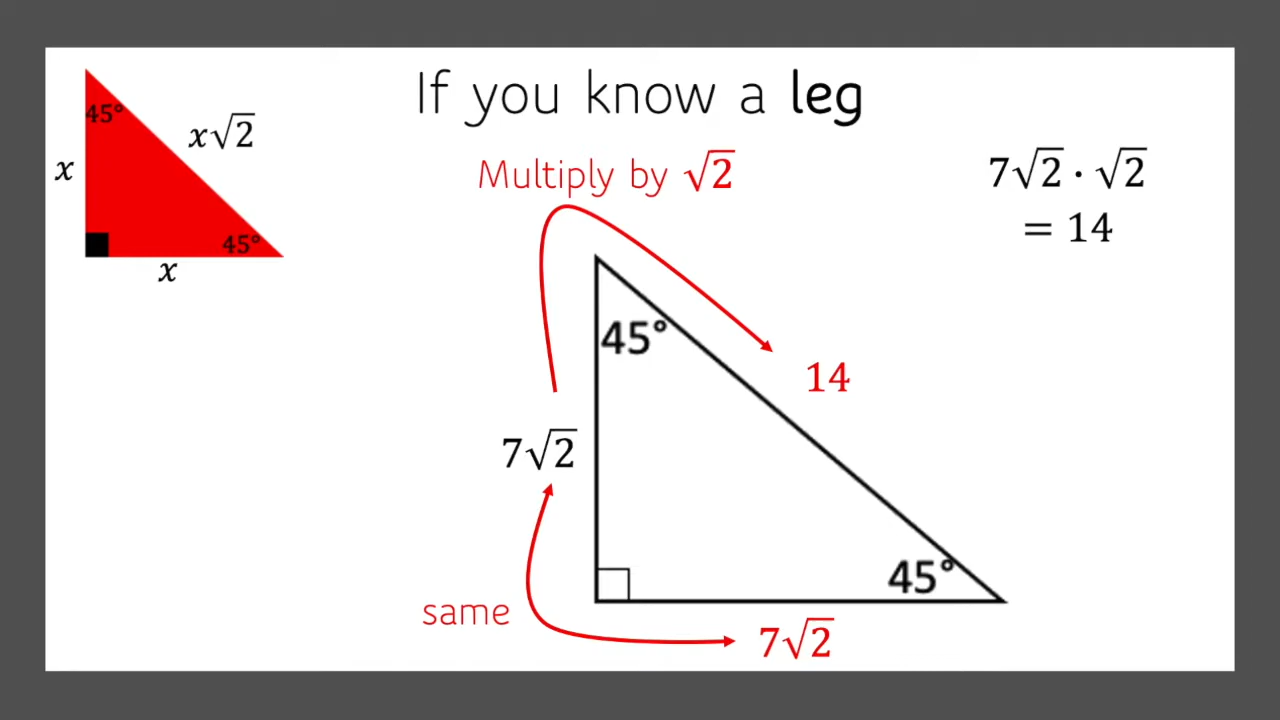 If you know a leg
Multiply by √2
45°
x
x√2
45°
x
7√2 · √2
= 14
45°
14
7√2
45°
same
7√2